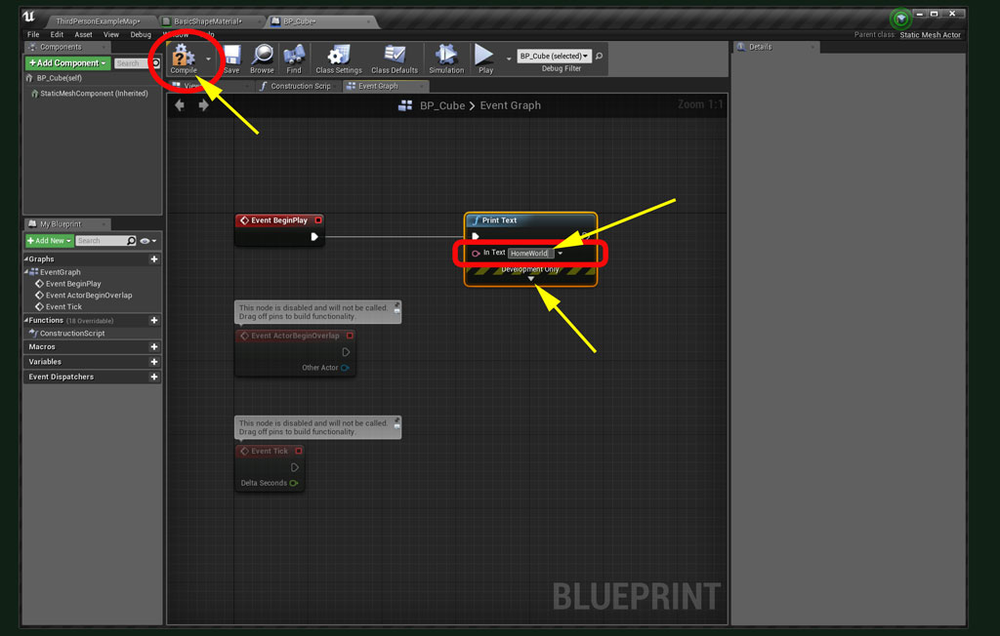 ThirdPersonExampleMap*
BasicShapeMaterial*
BP_Cube*
File Edit Asset View Debug Window Help
Parent class: Static Mesh Actor
Components
+Add Component
Search
BP_Cube(self)
StaticMeshComponent (Inherited)
Compile
Save
Browse
Find
Class Settings
Class Defaults
Simulation
Play
BP_Cube (selected)
Debug Filter
Details
Construction Scrip
Event Graph
BP_Cube > Event Graph
Zoom 1:1
My Blueprint
+Add New
Search
Graphs
EventGraph
Event BeginPlay
Event ActorBeginOverlap
Event Tick
Functions (18 Overridable)
ConstructionScript
Macros
Variables
Event Dispatchers
Event BeginPlay
Print Text
In Text HomeWorld
Development Only
This node is disabled and will not be called.
Drag off pins to build functionality.
Event ActorBeginOverlap
Other Actor
This node is disabled and will not be called.
Drag off pins to build functionality.
Event Tick
Delta Seconds
BLUEPRINT